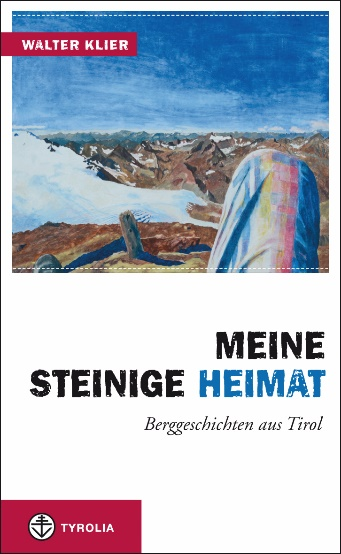 WALTER KLIER
MEINE
STEINIGE HEIMAT
Berggeschichten aus Tirol
TYROLIA